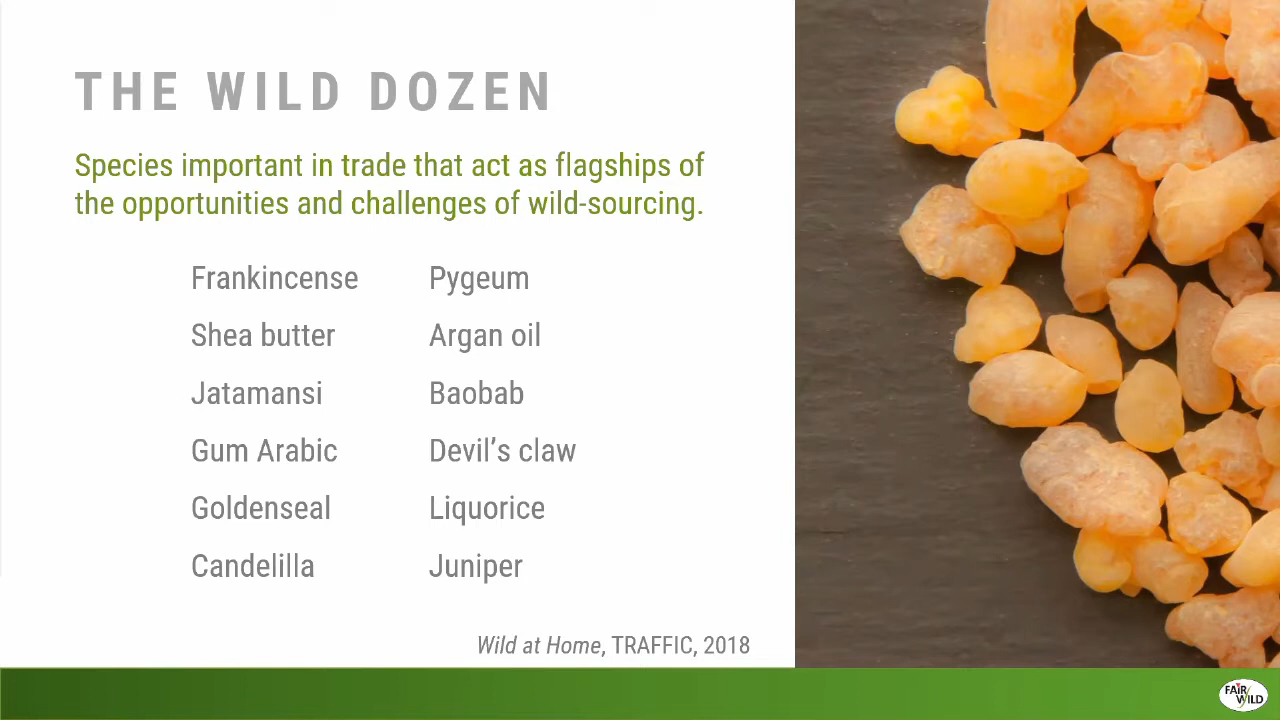 THE WILD DOZEN
Species important in trade that act as flagships of
the opportunities and challenges of wild-sourcing.
Frankincense
Shea butter
Jatamansi
Gum Arabic
Goldenseal
Candelilla
Pygeum
Argan oil
Baobab
Devil’s claw
Liquorice
Juniper
Wild at Home, TRAFFIC, 2018
FAIR
WILD